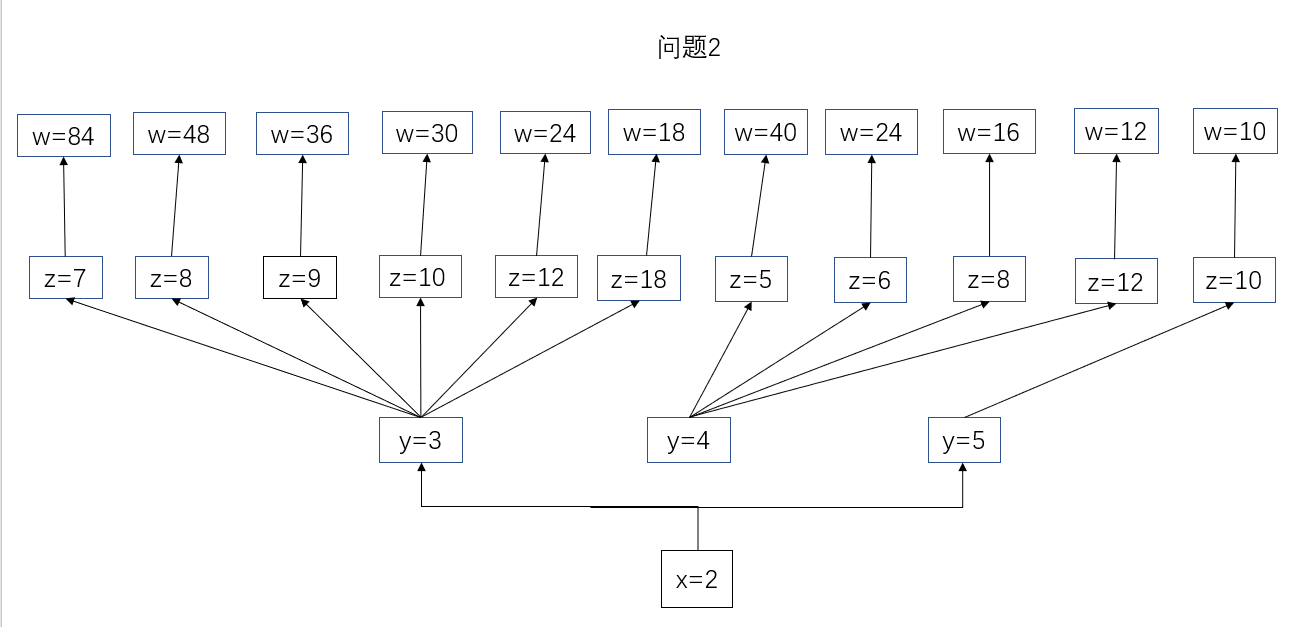 问题2
w=84 w=48 w=36 w=30 w=24 w=18 w=40 w=24 w=16 w=12 w=10
z=7 z=8 z=9 z=10 z=12 z=18 z=5 z=6 z=8 z=12 z=10
y=3 y=4 y=5
x=2